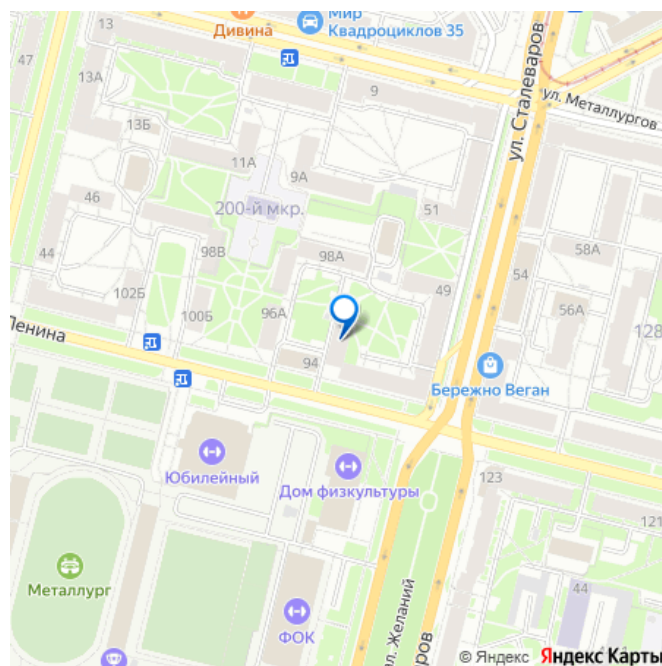 13
Дивина
Мир
Квадроциклов 35
47
13А
9
ул. Сталеваров
ул. Металлургов
13Б
11А
9А
200-й мкр.
51
46
44
98В
98А
58А
102Б
100Б
96А
49
54
56А
128
Ленина
94
Бережно Веган
Юбилейный
Дом физкультуры
123
121
Металлург
ФОК
44
ол. Желаний
аров
© Яндекс Яндекс Карты